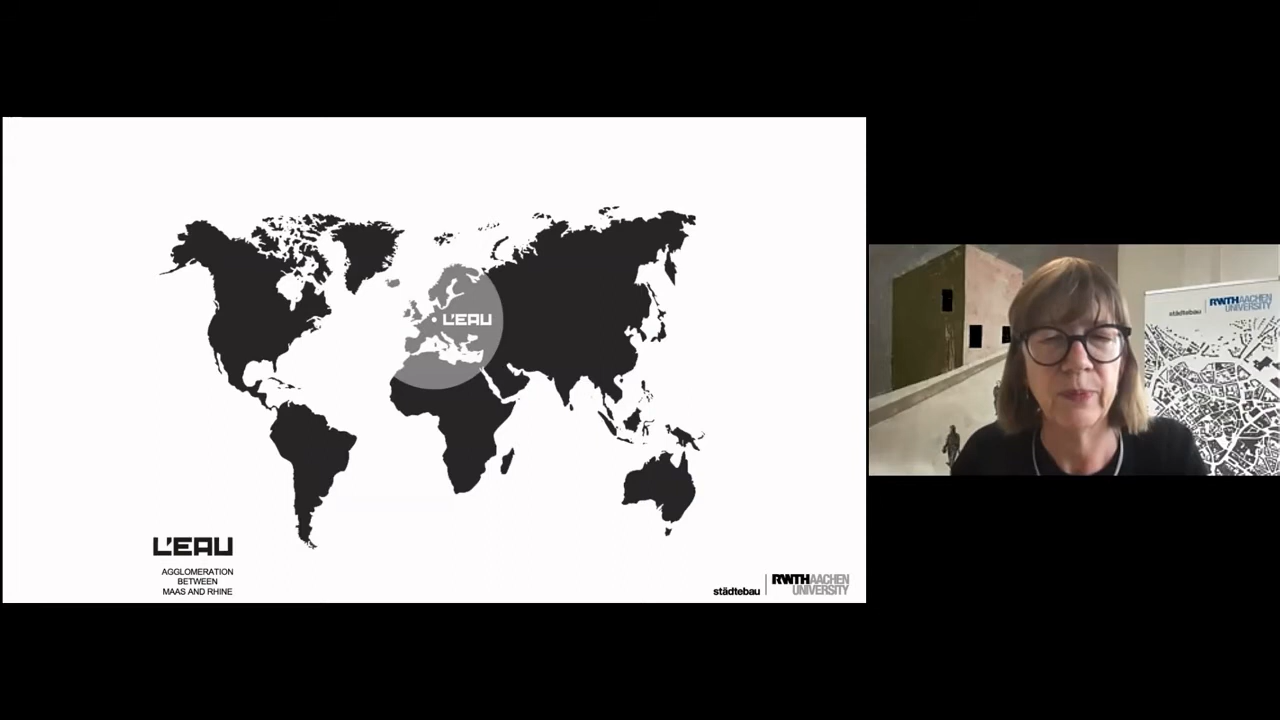 L'EAU
L'EAU
AGGLOMERATION
BETWEEN
MAAS AND RHINE
städtebau
RWTHAACHEN
UNIVERSITY
städtebau
RWTHAACHEN
UNIVERSITY